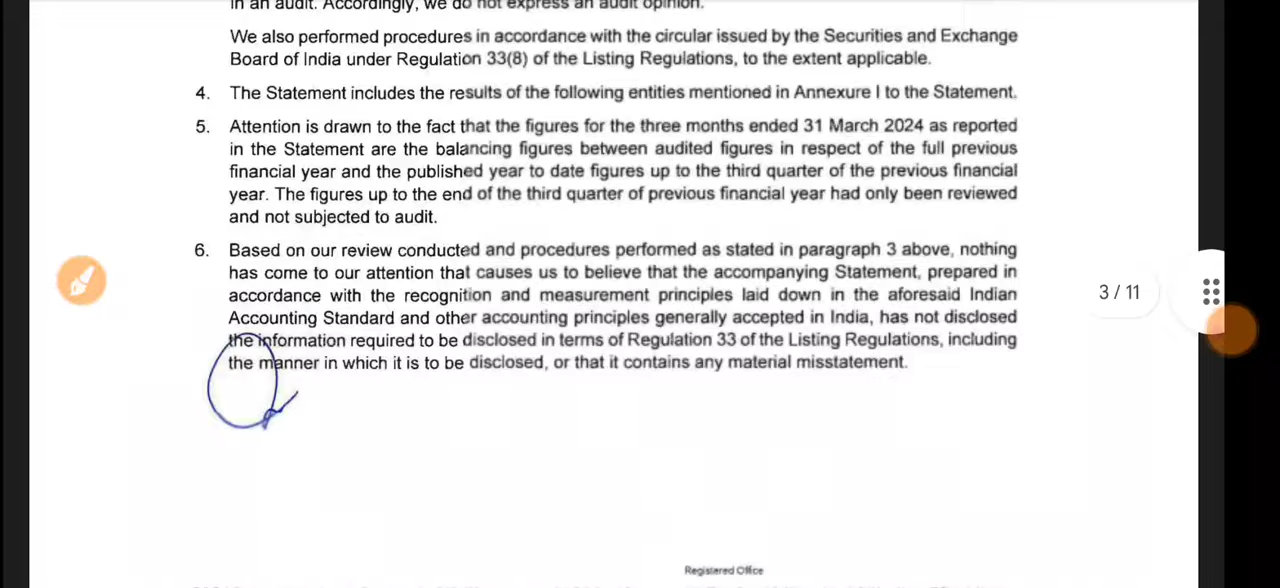 in an audit. Accordingly, we do not express an audit opinion.
We also performed procedures in accordance with the circular issued by the Securities and Exchange
Board of India under Regulation 33(8) of the Listing Regulations, to the extent applicable.
4. The Statement includes the results of the following entities mentioned in Annexure I to the Statement.
5. Attention is drawn to the fact that the figures for the three months ended 31 March 2024 as reported
in the Statement are the balancing figures between audited figures in respect of the full previous
financial year and the published year to date figures up to the third quarter of the previous financial
year. The figures up to the end of the third quarter of previous financial year had only been reviewed
and not subjected to audit.
6. Based on our review conducted and procedures performed as stated in paragraph 3 above, nothing
has come to our attention that causes us to believe that the accompanying Statement, prepared in
accordance with the recognition and measurement principles laid down in the aforesaid Indian
Accounting Standard and other accounting principles generally accepted in India, has not disclosed
the information required to be disclosed in terms of Regulation 33 of the Listing Regulations, including
the manner in which it is to be disclosed, or that it contains any material misstatement.
3 / 11
Registered Office